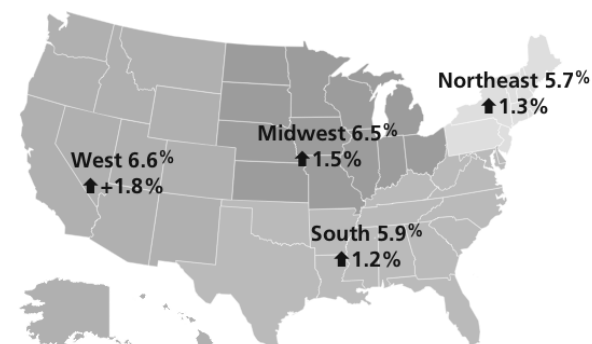 Northeast 5.7%
⬆1.3%
Midwest 6.5%
⬆1.5%
West 6.6%
⬆+1.8%
South 5.9%
⬆1.2%